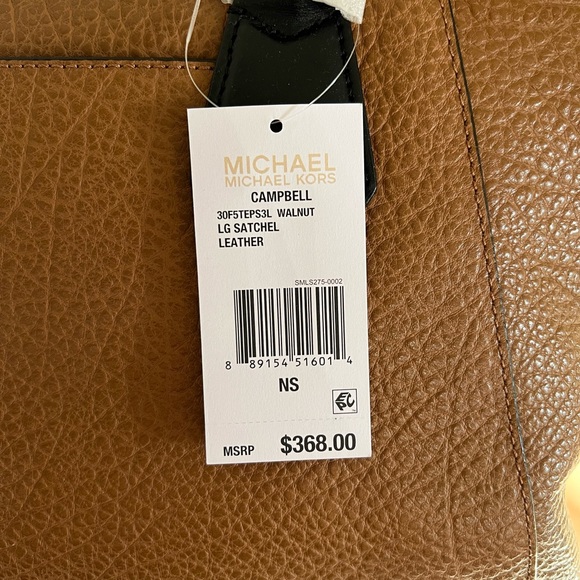 MICHAEL
MICHAEL KORS
CAMPBELL
30F5TEPS3L WALNUT
LG SATCHEL
LEATHER
SMLS275-0002
8 89154 51601 4
NS
EPC
MSRP $368.00